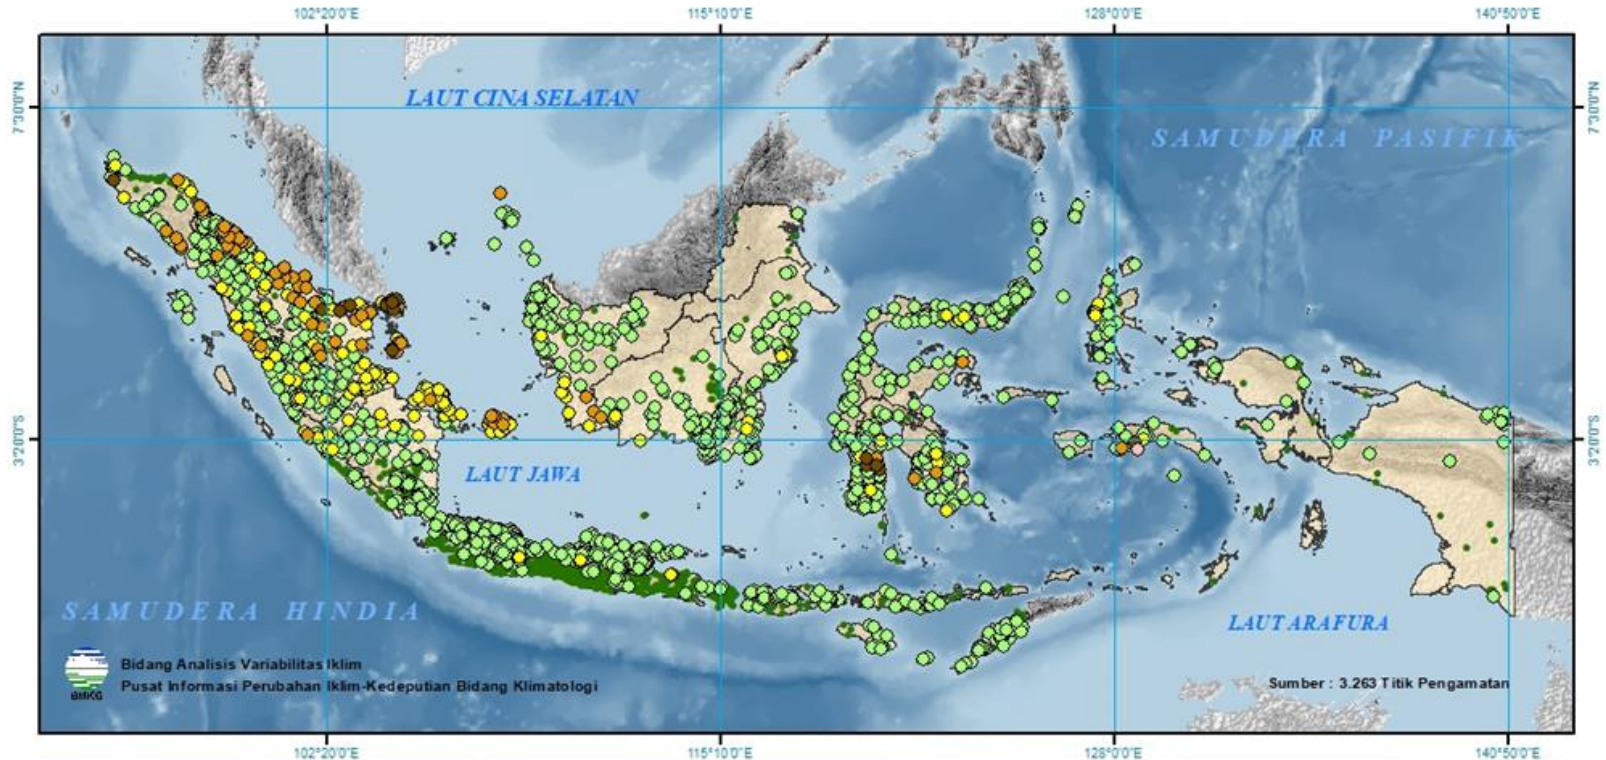 102°20'0"E 115°10'0"E 128°0'0"E 140°50'0"E
7°30'0"N
7°30'0"N
LAUT CINA SELATAN
SAMUDERA PASIFIK
3°20'0"S
3°20'0"S
LAUT JAWA
SAMUDERA HINDIA
LAUT ARAFURA
BMKG
Bidang Analisis Variabilitas Iklim
Pusat Informasi Perubahan Iklim-Kedeputian Bidang Klimatologi
Sumber : 3.263 Titik Pengamatan
102°20'0"E 115°10'0"E 128°0'0"E 140°50'0"E